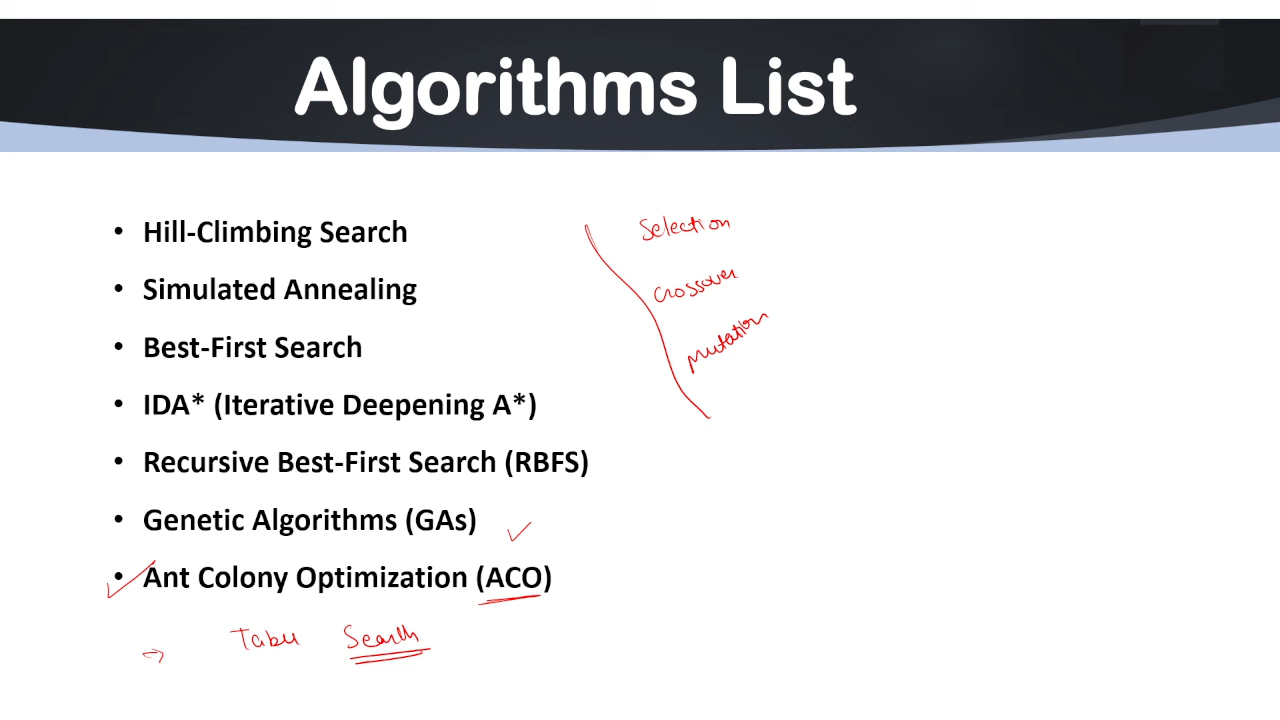 Algorithms List
• Hill-Climbing Search
• Simulated Annealing
• Best-First Search
• IDA* (Iterative Deepening A*)
• Recursive Best-First Search (RBFS)
• Genetic Algorithms (GAs)
• Ant Colony Optimization (ACO)
→ Tabu Search
Selection
Crossover
Mutation